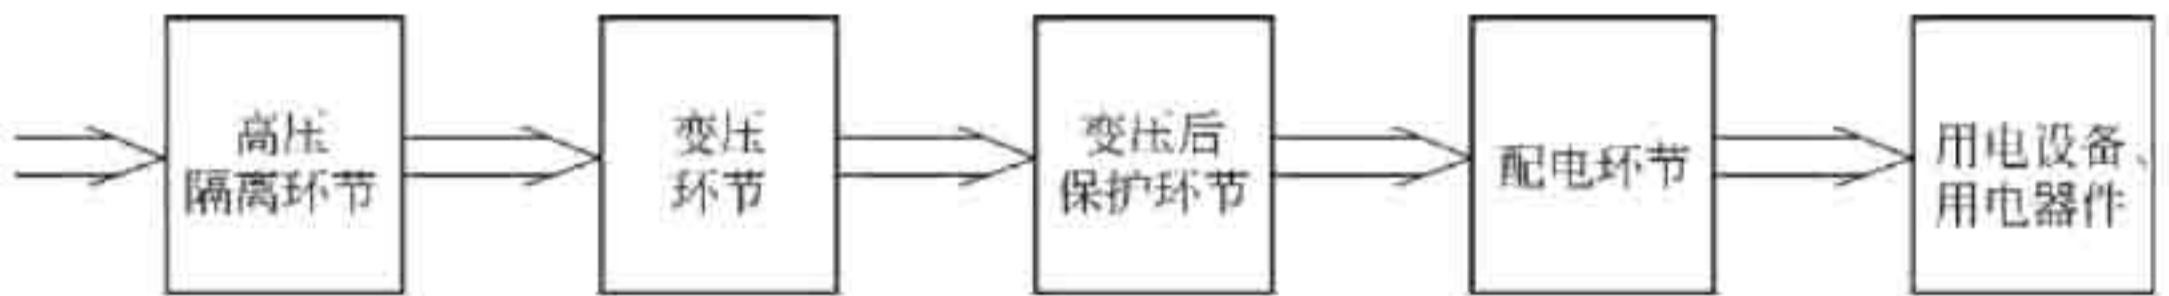 高压
隔离环节
变压
环节
变压后
保护环节
配电环节
用电设备、
用电器件